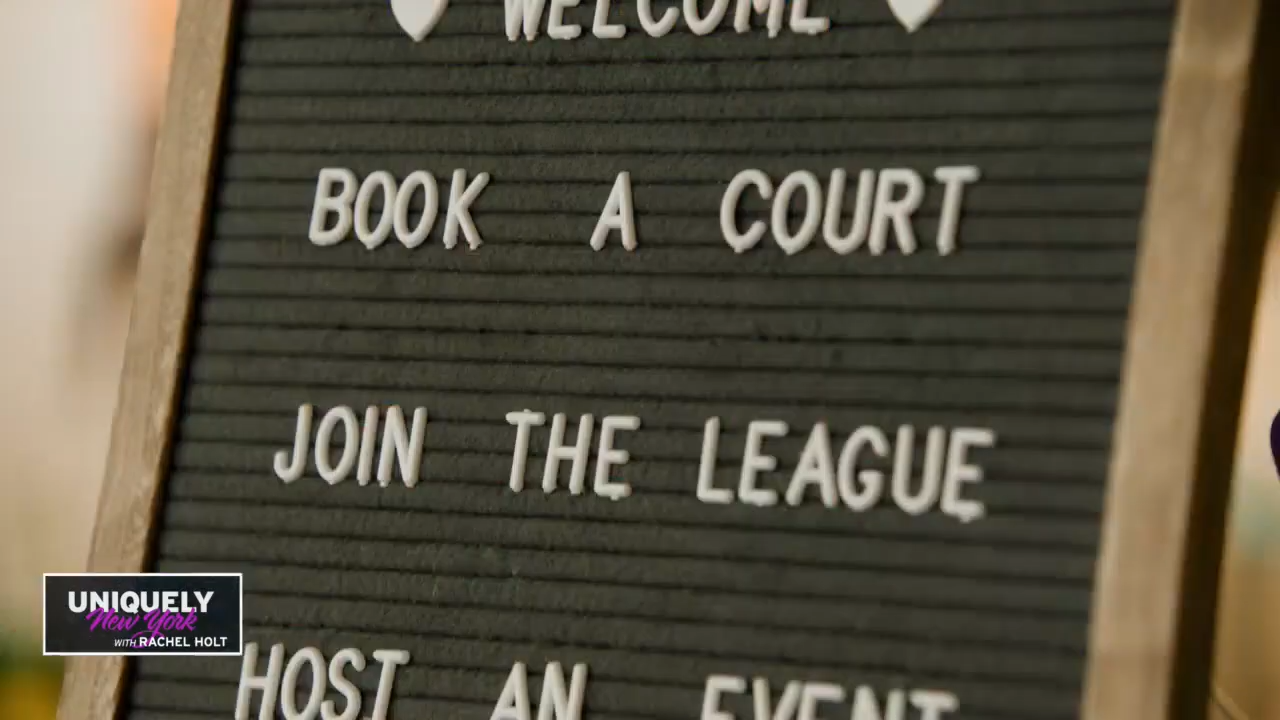 WELCOME
BOOK A COURT
JOIN THE LEAGUE
HOST AN EVENT
UNIQUELY
New York
WITH RACHEL HOLT